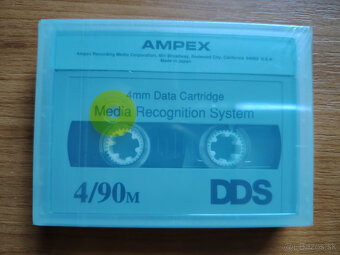 AMPEX
Ampex Recording Media Corporation, 401 Broadway, Redwood City, California 94063 U.S.A.
Made in Japan
4mm Data Cartridge
Media Recognition System
4/90M
DDS